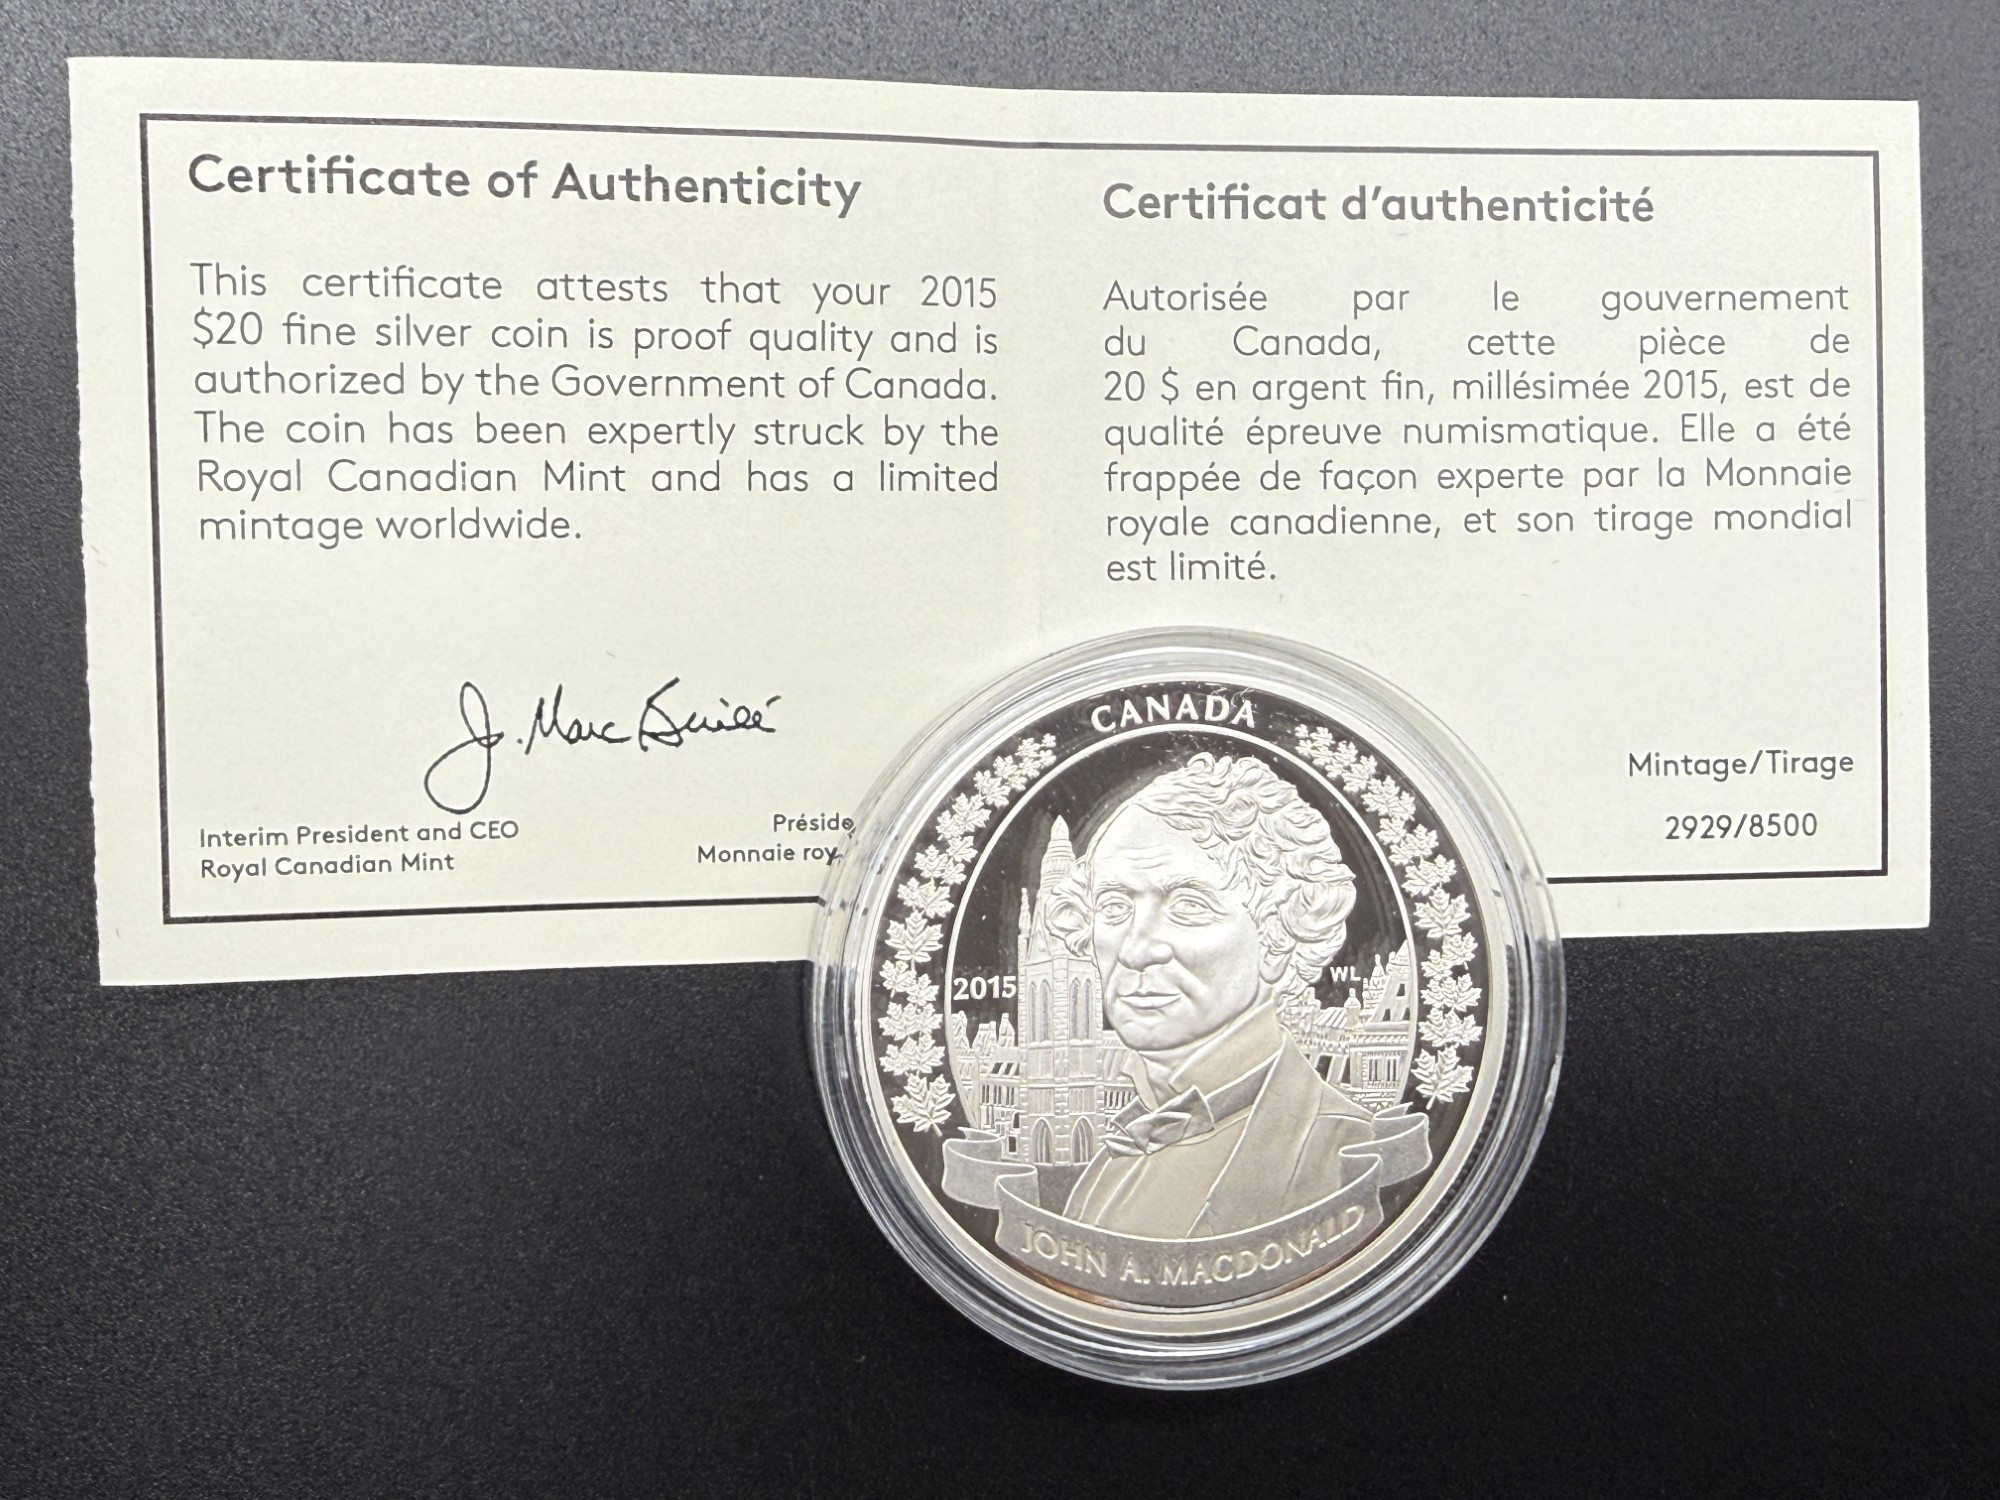 Certificate of Authenticity
This certificate attests that your 2015
$20 fine silver coin is proof quality and is
authorized by the Government of Canada.
The coin has been expertly struck by the
Royal Canadian Mint and has a limited
mintage worldwide.
J. Marc Brûlé
Interim President and CEO
Royal Canadian Mint
Préside
Monnaie roy
Certificat d'authenticité
Autorisée par le gouvernement
du Canada, cette pièce de
20 $ en argent fin, millésimée 2015, est de
qualité épreuve numismatique. Elle a été
frappée de façon experte par la Monnaie
royale canadienne, et son tirage mondial
est limité.
Mintage/Tirage
2929/8500
CANADA
2015
WL
JOHN A. MACDONALD